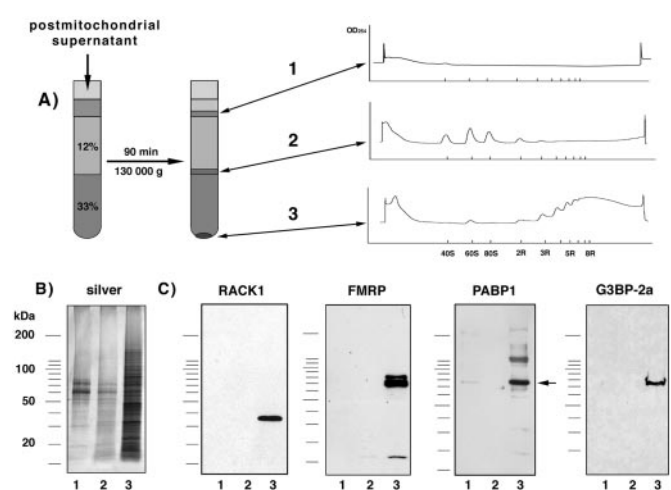 postmitochondrial
supernatant
A)
12%
33%
90 min
130 000 g
1
2
3
OD254
40S 60S 80S 2R 3R 5R 8R
B) silver
kDa
200
100
50
20
1 2 3
C) RACK1 FMRP PABP1 G3BP-2a
1 2 3 1 2 3 1 2 3 1 2 3